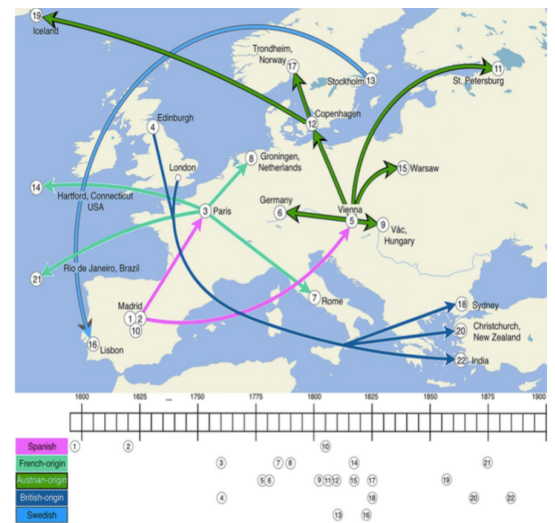 19
Iceland
Trondheim,
Norway
17
Stockholm
13
11
St. Petersburg
Edinburgh
4
Copenhagen
12
London
8
Groningen,
Netherlands
15
Warsaw
14
Hartford, Connecticut
USA
3
Paris
Germany
6
Vienna
5
9
Vác,
Hungary
21
Rio de Janeiro, Brazil
7
Rome
Madrid
1 2
10
16
Lisbon
18
Sydney
20
Christchurch,
New Zealand
22
India
1600 1725 1750 1775 1800 1825 1850 1875 1900
Spanish 1 2 10
French-origin 3 7 8 14 21
Austrian-origin 5 6 9 11 12 15 17 19
British-origin 4 18 20 22
Swedish 13 16